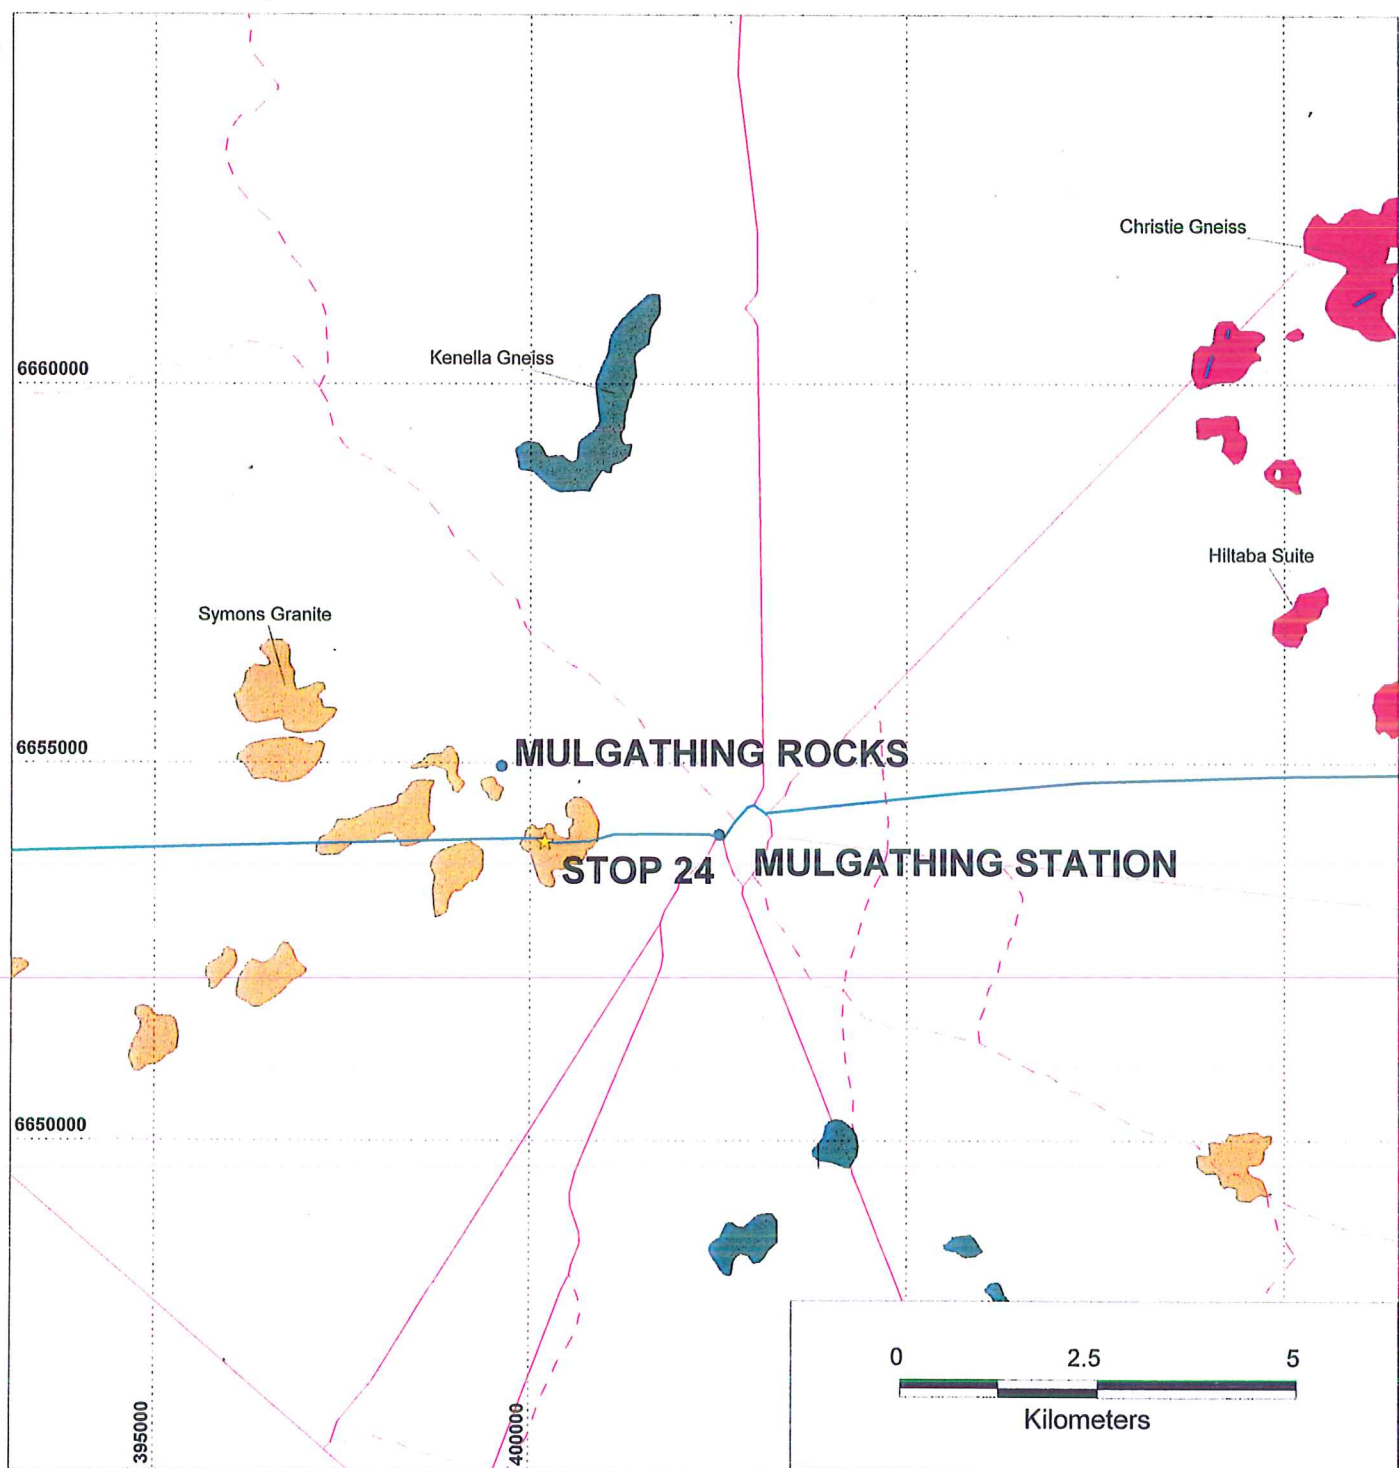 Christie Gneiss
Kenella Gneiss
6660000
Hiltaba Suite
Symons Granite
MULGATHING ROCKS
6655000
STOP 24
MULGATHING STATION
6650000
0 2.5 5
Kilometers
395000
400000